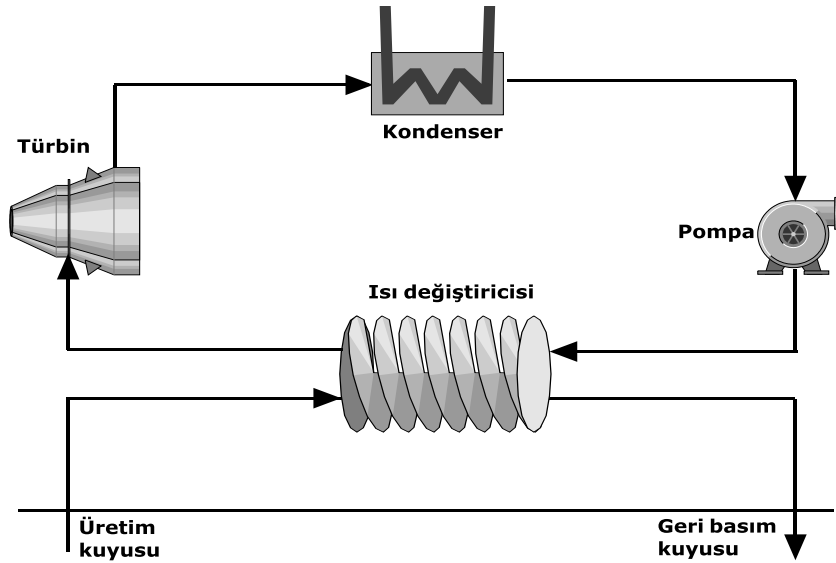 Kondenser
Türbin
Pompa
Isı değiştiricisi
Üretim
kuyusu
Geri basım
kuyusu